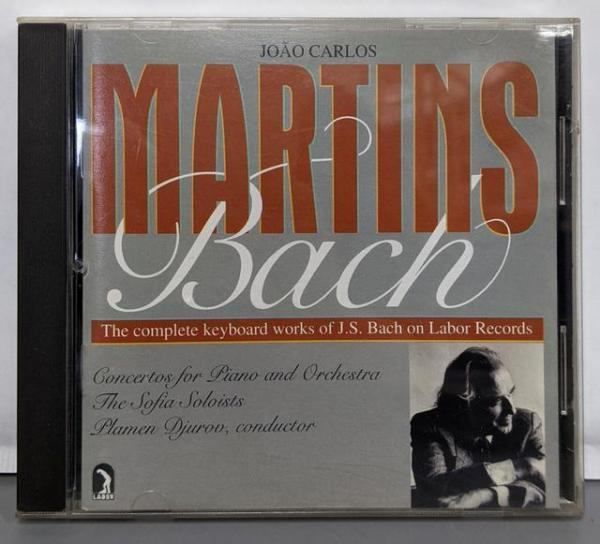 JOÃO CARLOS
MARTINS
Bach
The complete keyboard works of J.S. Bach on Labor Records
Concertos for Piano and Orchestra
The Sofia Soloists
Plamen Djurov, conductor
LABOR